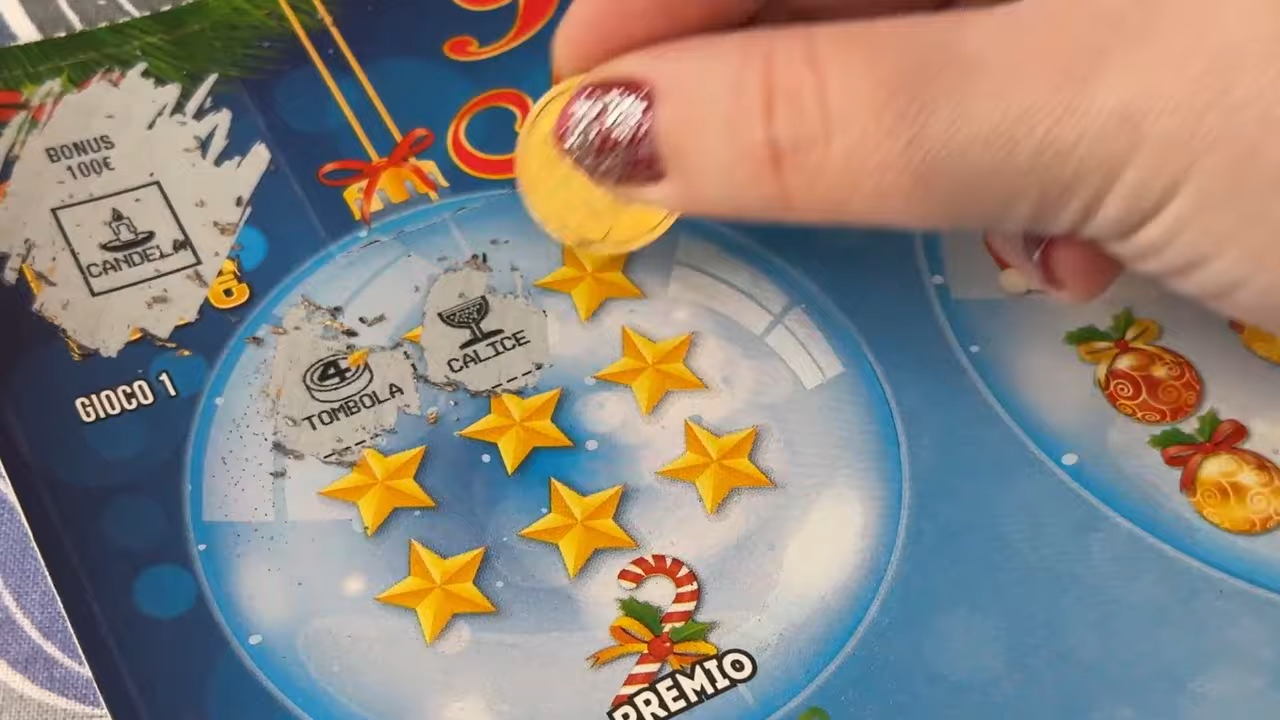 BONUS
100€
CANDELA
GIOCO 1
4
TOMBOLA
CALICE
PREMIO